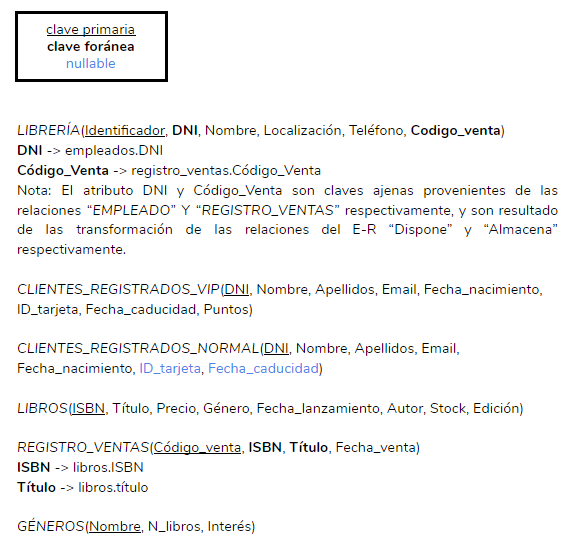 clave primaria
clave foránea
nullable
LIBRERÍA(Identificador, DNI, Nombre, Localización, Teléfono, Codigo_venta)
DNI -> empleados.DNI
Código_Venta -> registro_ventas.Código_Venta
Nota: El atributo DNI y Código_Venta son claves ajenas provenientes de las
relaciones “EMPLEADO” Y “REGISTRO_VENTAS” respectivamente, y son resultado
de las transformación de las relaciones del E-R “Dispone” y “Almacena”
respectivamente.
CLIENTES_REGISTRADOS_VIP(DNI, Nombre, Apellidos, Email, Fecha_nacimiento,
ID_tarjeta, Fecha_caducidad, Puntos)
CLIENTES_REGISTRADOS_NORMAL(DNI, Nombre, Apellidos, Email,
Fecha_nacimiento, ID_tarjeta, Fecha_caducidad)
LIBROS(ISBN, Título, Precio, Género, Fecha_lanzamiento, Autor, Stock, Edición)
REGISTRO_VENTAS(Código_venta, ISBN, Título, Fecha_venta)
ISBN -> libros.ISBN
Título -> libros.título
GÉNEROS(Nombre, N_libros, Interés)